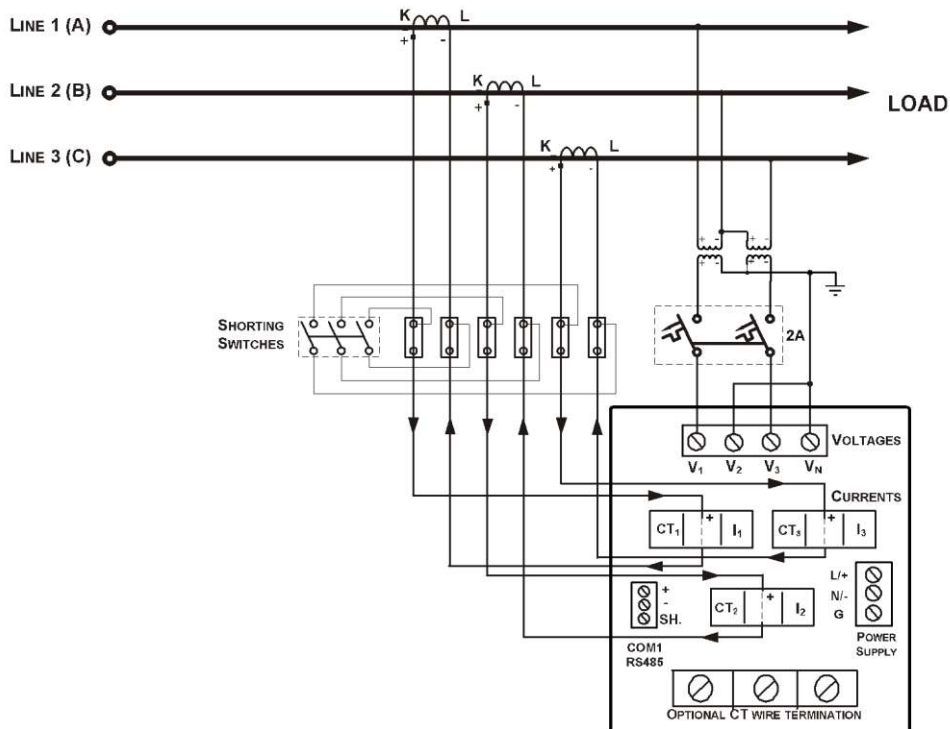 K L
LINE 1 (A)
+ -
K L
LINE 2 (B)
LOAD
+ -
K L
LINE 3 (C)
+ -
+ - + -
+ - + -
SHORTING
SWITCHES
2A
VOLTAGES
V1 V2 V3 VN
CURRENTS
CT1 + I1 CT3 + I3
L/+
N/-
G
POWER
SUPPLY
+
-
SH.
COM1
RS485
CT2 + I2
OPTIONAL CT WIRE TERMINATION